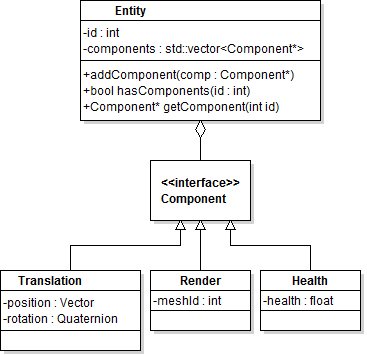 Entity
-id : int
-components : std::vector<Component*>
+addComponent(comp : Component*)
+bool hasComponents(id : int)
+Component* getComponent(int id)
<<interface>>
Component
Translation
-position : Vector
-rotation : Quaternion
Render
-meshId : int
Health
-health : float